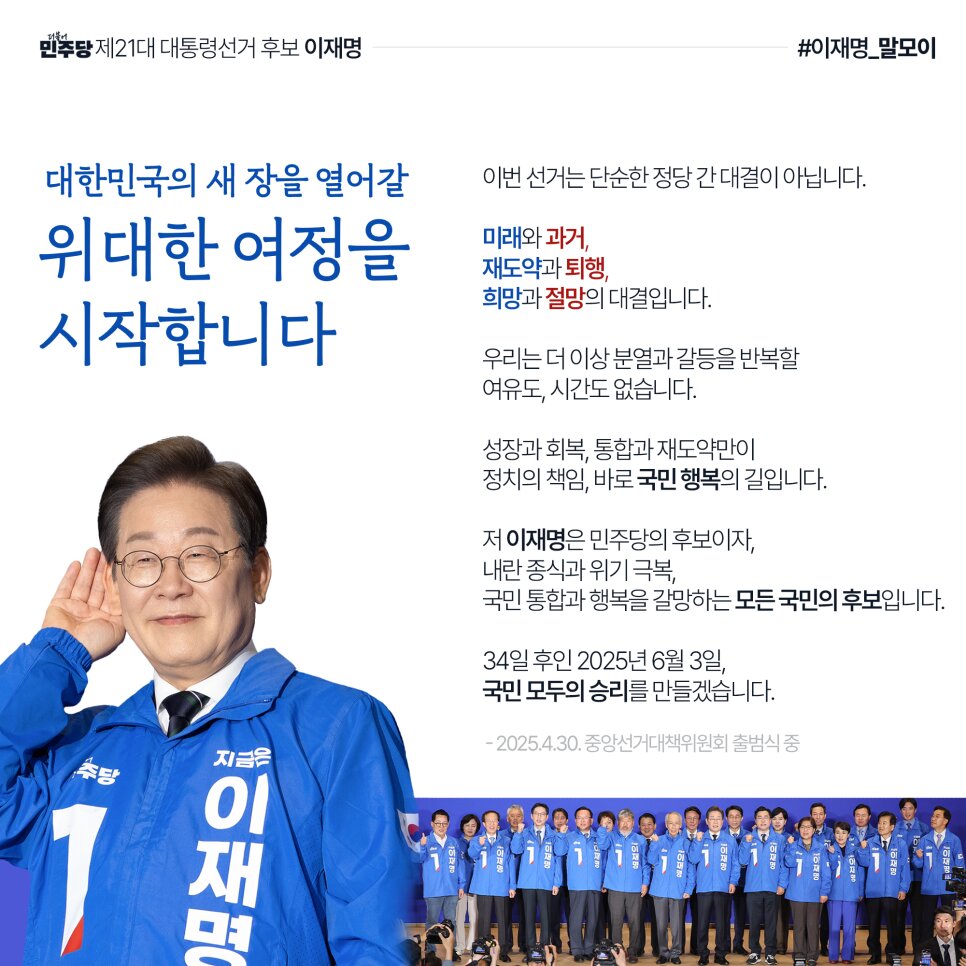 더불어
민주당 제21대 대통령선거 후보 이재명
#이재명_말모이
대한민국의 새 장을 열어갈
위대한 여정을
시작합니다
이번 선거는 단순한 정당 간 대결이 아닙니다.
미래와 과거,
재도약과 퇴행,
희망과 절망의 대결입니다.
우리는 더 이상 분열과 갈등을 반복할
여유도, 시간도 없습니다.
성장과 회복, 통합과 재도약만이
정치의 책임, 바로 국민 행복의 길입니다.
저 이재명은 민주당의 후보이자,
내란 종식과 위기 극복,
국민 통합과 행복을 갈망하는 모든 국민의 후보입니다.
34일 후인 2025년 6월 3일,
국민 모두의 승리를 만들겠습니다.
- 2025.4.30. 중앙선거대책위원회 출범식 중
민주당
1
지금은
이재명